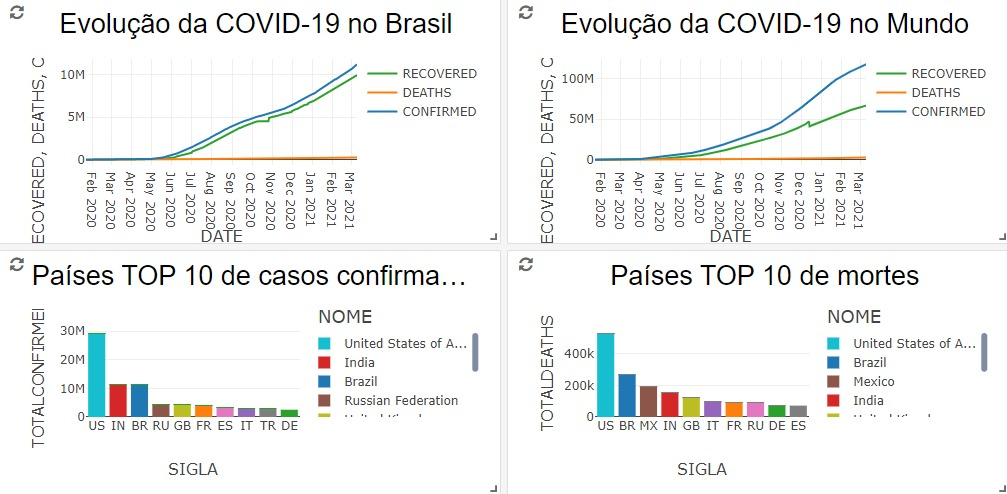 Evolução da COVID-19 no Brasil
ECOVERED, DEATHS, C
10M
5M
0
Feb 2020
Mar 2020
Apr 2020
May 2020
Jun 2020
Jul 2020
Aug 2020
Sep 2020
Oct 2020
Nov 2020
Dec 2020
Jan 2021
Feb 2021
Mar 2021
DATE
RECOVERED
DEATHS
CONFIRMED
Evolução da COVID-19 no Mundo
ECOVERED, DEATHS, C
100M
50M
0
Feb 2020
Mar 2020
Apr 2020
May 2020
Jun 2020
Jul 2020
Aug 2020
Sep 2020
Oct 2020
Nov 2020
Dec 2020
Jan 2021
Feb 2021
Mar 2021
DATE
RECOVERED
DEATHS
CONFIRMED
Países TOP 10 de casos confirma...
TOTALCONFIRMEI
30M
20M
10M
0
US IN BR RU GB FR ES IT TR DE
SIGLA
NOME
United States of A...
India
Brazil
Russian Federation
Países TOP 10 de mortes
TOTALDEATHS
400k
200k
0
US BR MX IN GB IT FR RU DE ES
SIGLA
NOME
United States of A...
Brazil
Mexico
India